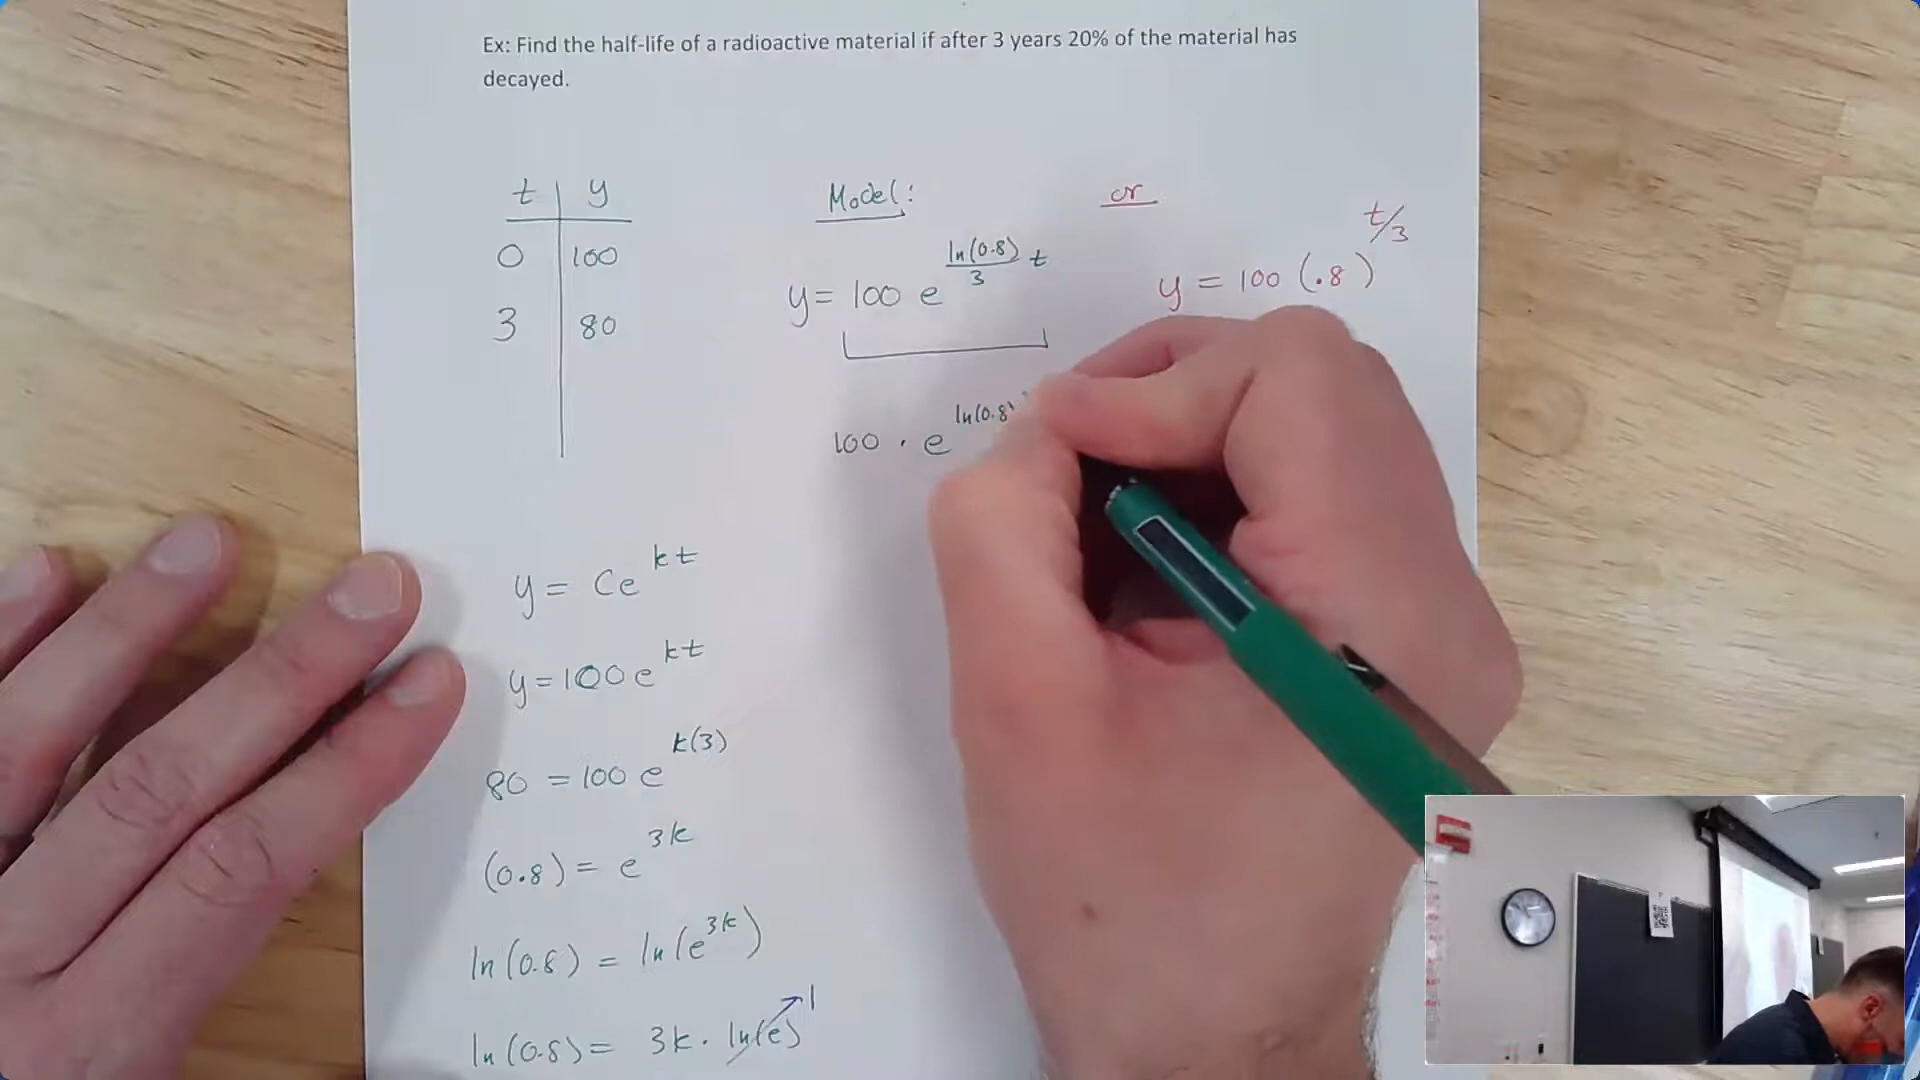 Ex: Find the half-life of a radioactive material if after 3 years 20% of the material has
decayed.
t | y
0 | 100
3 | 80
Model:
y = 100 e^(ln(0.8)/3 t)
or
y = 100 (.8)^(t/3)
100 · e^(ln(0.8)
y = Ce^(kt)
y = 100 e^(kt)
80 = 100 e^(k(3))
(0.8) = e^(3k)
ln(0.8) = ln(e^(3k))
ln(0.8) = 3k · ln(e) 1